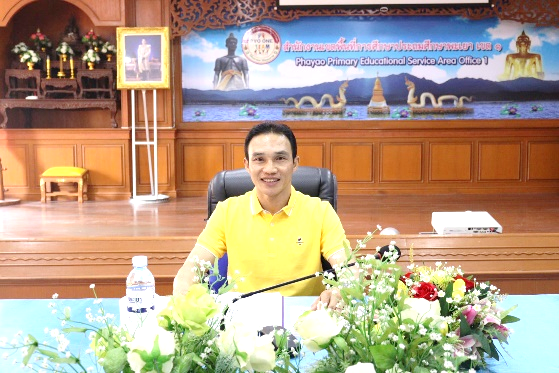 สำนักงานเขตพื้นที่การศึกษาประถมศึกษาพะเยา เขต ๑
Phayao Primary Educational Service Area Office 1